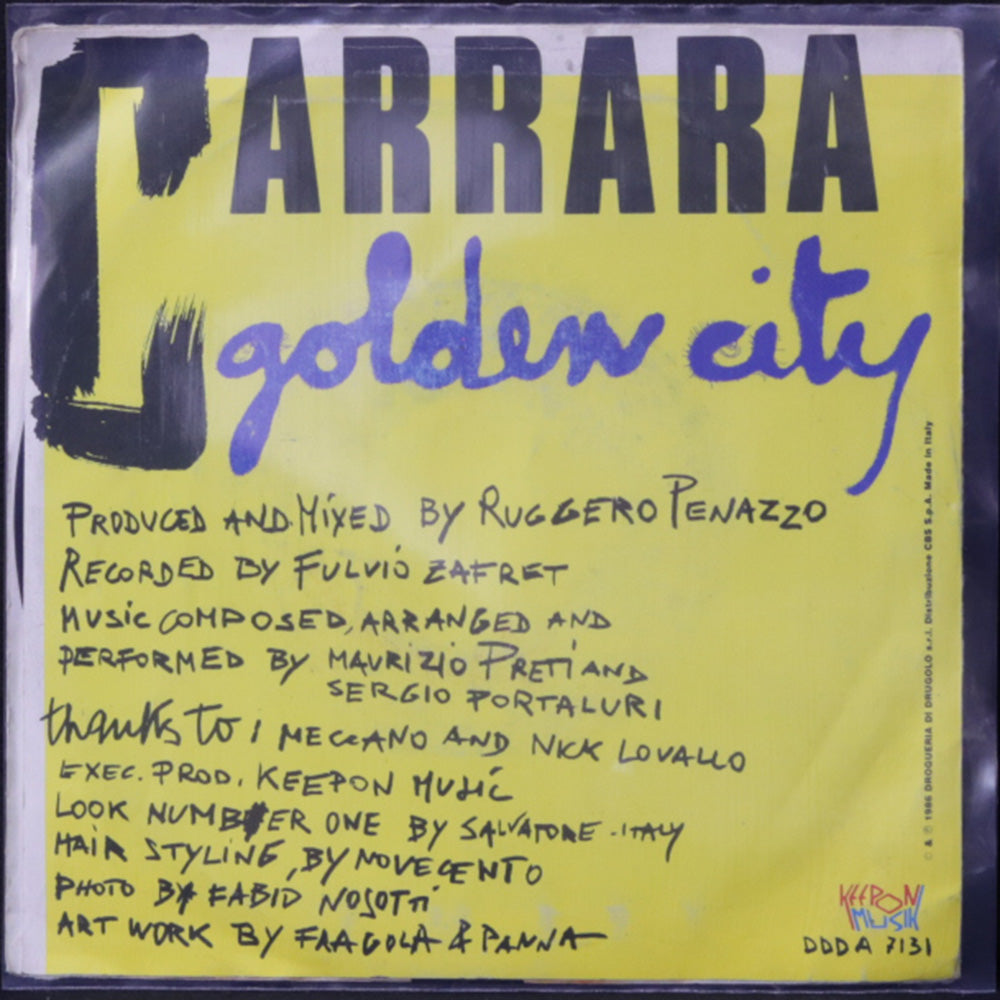 CARRARA
golden city
PRODUCED AND MIXED BY RUGGERO PENAZZO
RECORDED BY FULVIO ZAFRET
MUSIC COMPOSED, ARRANGED AND
PERFORMED BY MAURIZIO PRETI AND
SERGIO PORTALURI
thanks to I MECCANO AND NICK LOVALLO
EXEC. PROD. KEEPON MUSIC
LOOK NUMBER ONE BY SALVATORE - ITALY
HAIR STYLING, BY NOVECENTO
PHOTO BY FABIO NOSOTTI
ART WORK BY FRAGOLA & PANNA
KEEPON
MUSIK
DDD A 7131
© & ℗ 1986 DROGUERIA DI DRUGOLO s.r.l. Distribuzione CBS S.p.A. Made in Italy